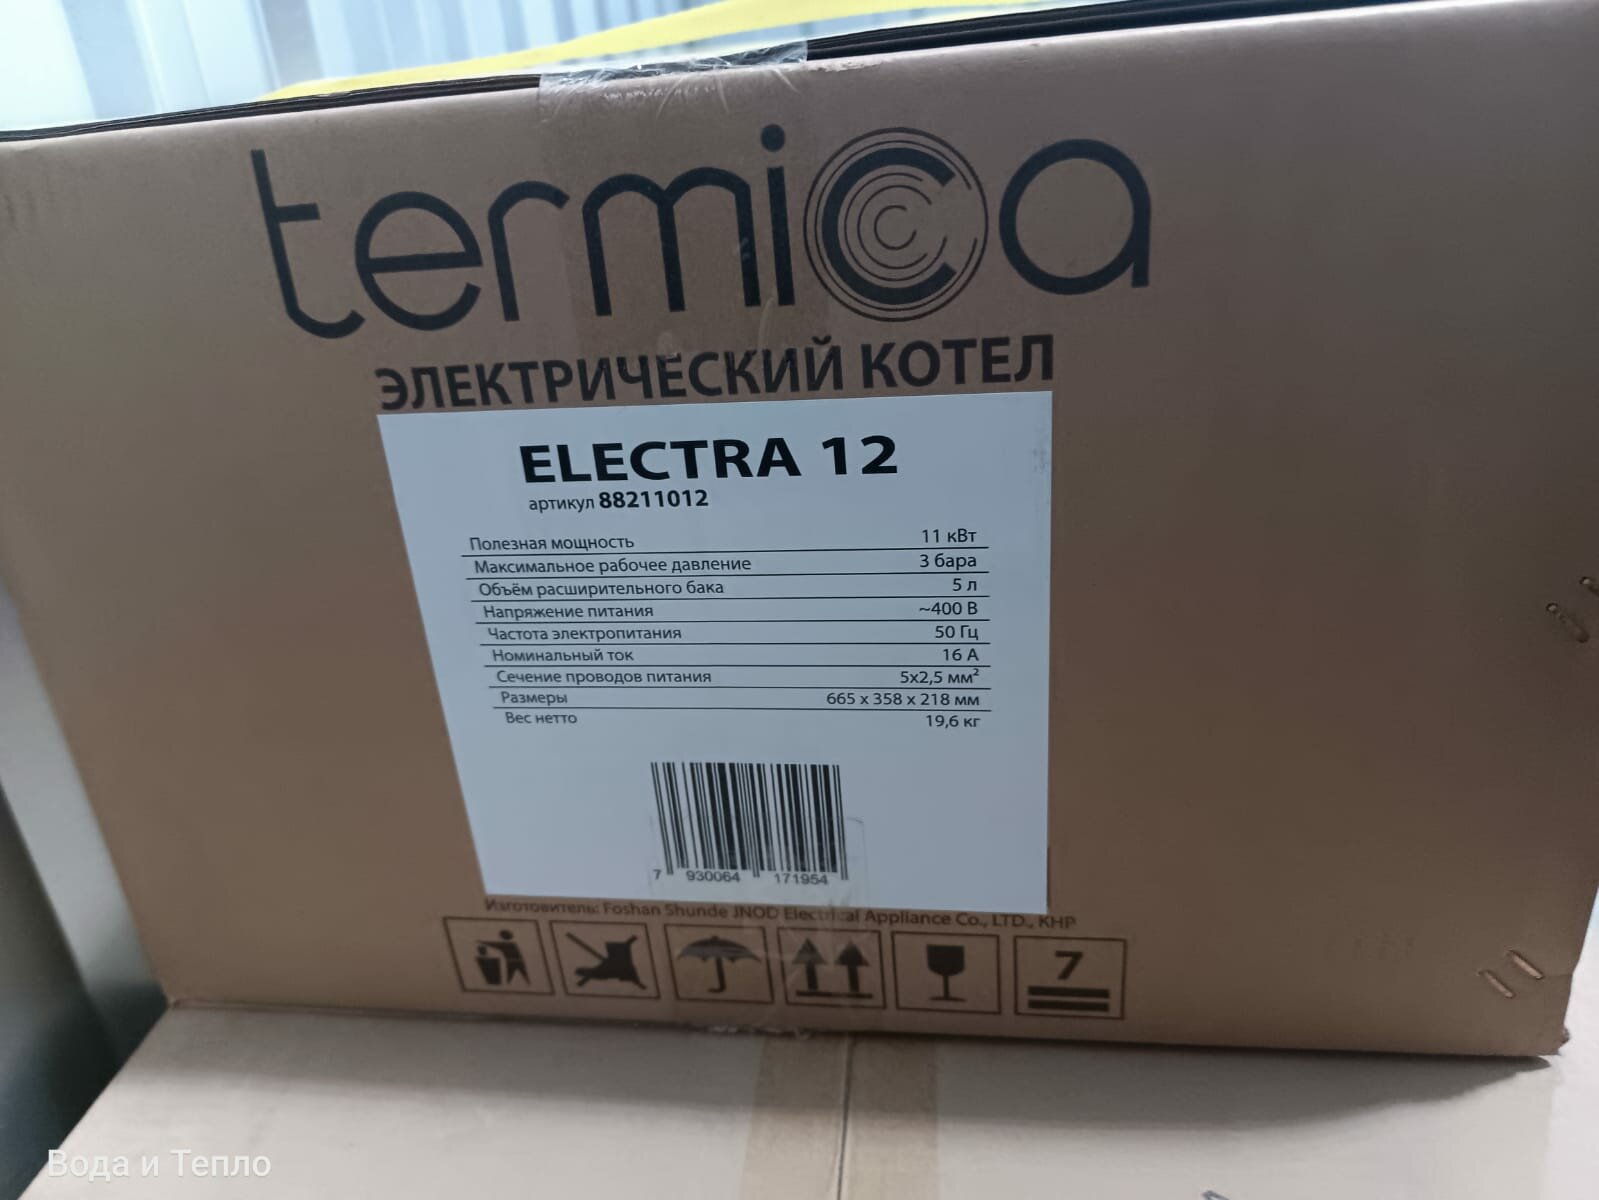 termica
ЭЛЕКТРИЧЕСКИЙ КОТЕЛ
ELECTRA 12
артикул 88211012
Полезная мощность 11 кВт
Максимальное рабочее давление 3 бара
Объём расширительного бака 5 л
Напряжение питания ~400 В
Частота электропитания 50 Гц
Номинальный ток 16 А
Сечение проводов питания 5x2,5 мм²
Размеры 665 x 358 x 218 мм
Вес нетто 19,6 кг
7 930064 171954
Изготовитель: Foshan Shunde JNOD Electrical Appliance Co., LTD., КНР
7
Вода и Тепло